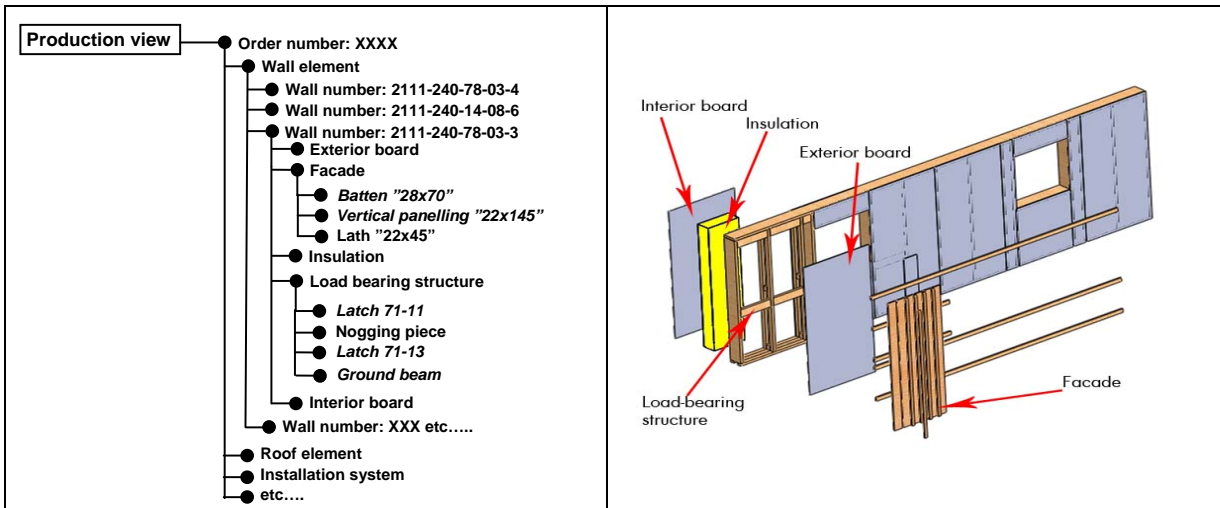 Production view
Order number: XXXX
Wall element
Wall number: 2111-240-78-03-4
Wall number: 2111-240-14-08-6
Wall number: 2111-240-78-03-3
Exterior board
Facade
Batten ”28x70”
Vertical panelling ”22x145”
Lath ”22x45”
Insulation
Load bearing structure
Latch 71-11
Nogging piece
Latch 71-13
Ground beam
Interior board
Wall number: XXX etc…..
Roof element
Installation system
etc….
Interior board
Insulation
Exterior board
Load-bearing
structure
Facade